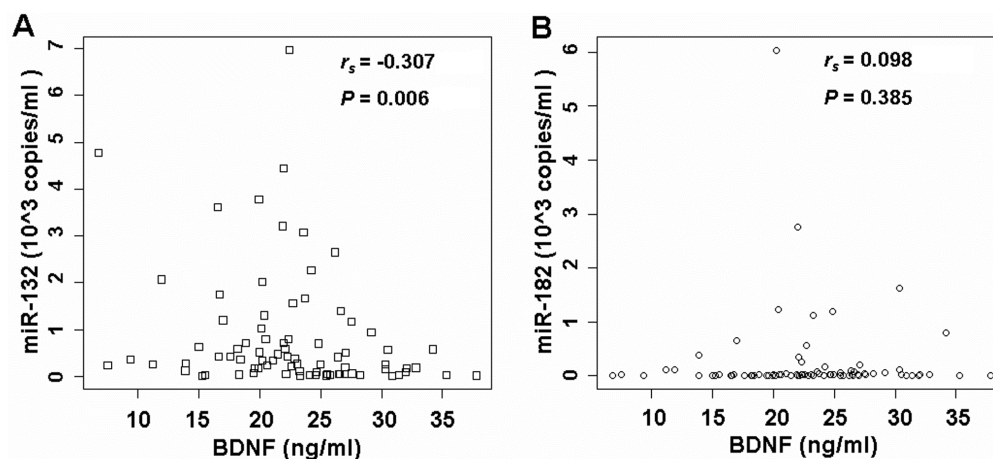 A
miR-132 (10^3 copies/ml)
7
6
5
4
3
2
1
0
rs = -0.307
P = 0.006
10 15 20 25 30 35
BDNF (ng/ml)
B
miR-182 (10^3 copies/ml)
6
5
4
3
2
1
0
rs = 0.098
P = 0.385
10 15 20 25 30 35
BDNF (ng/ml)